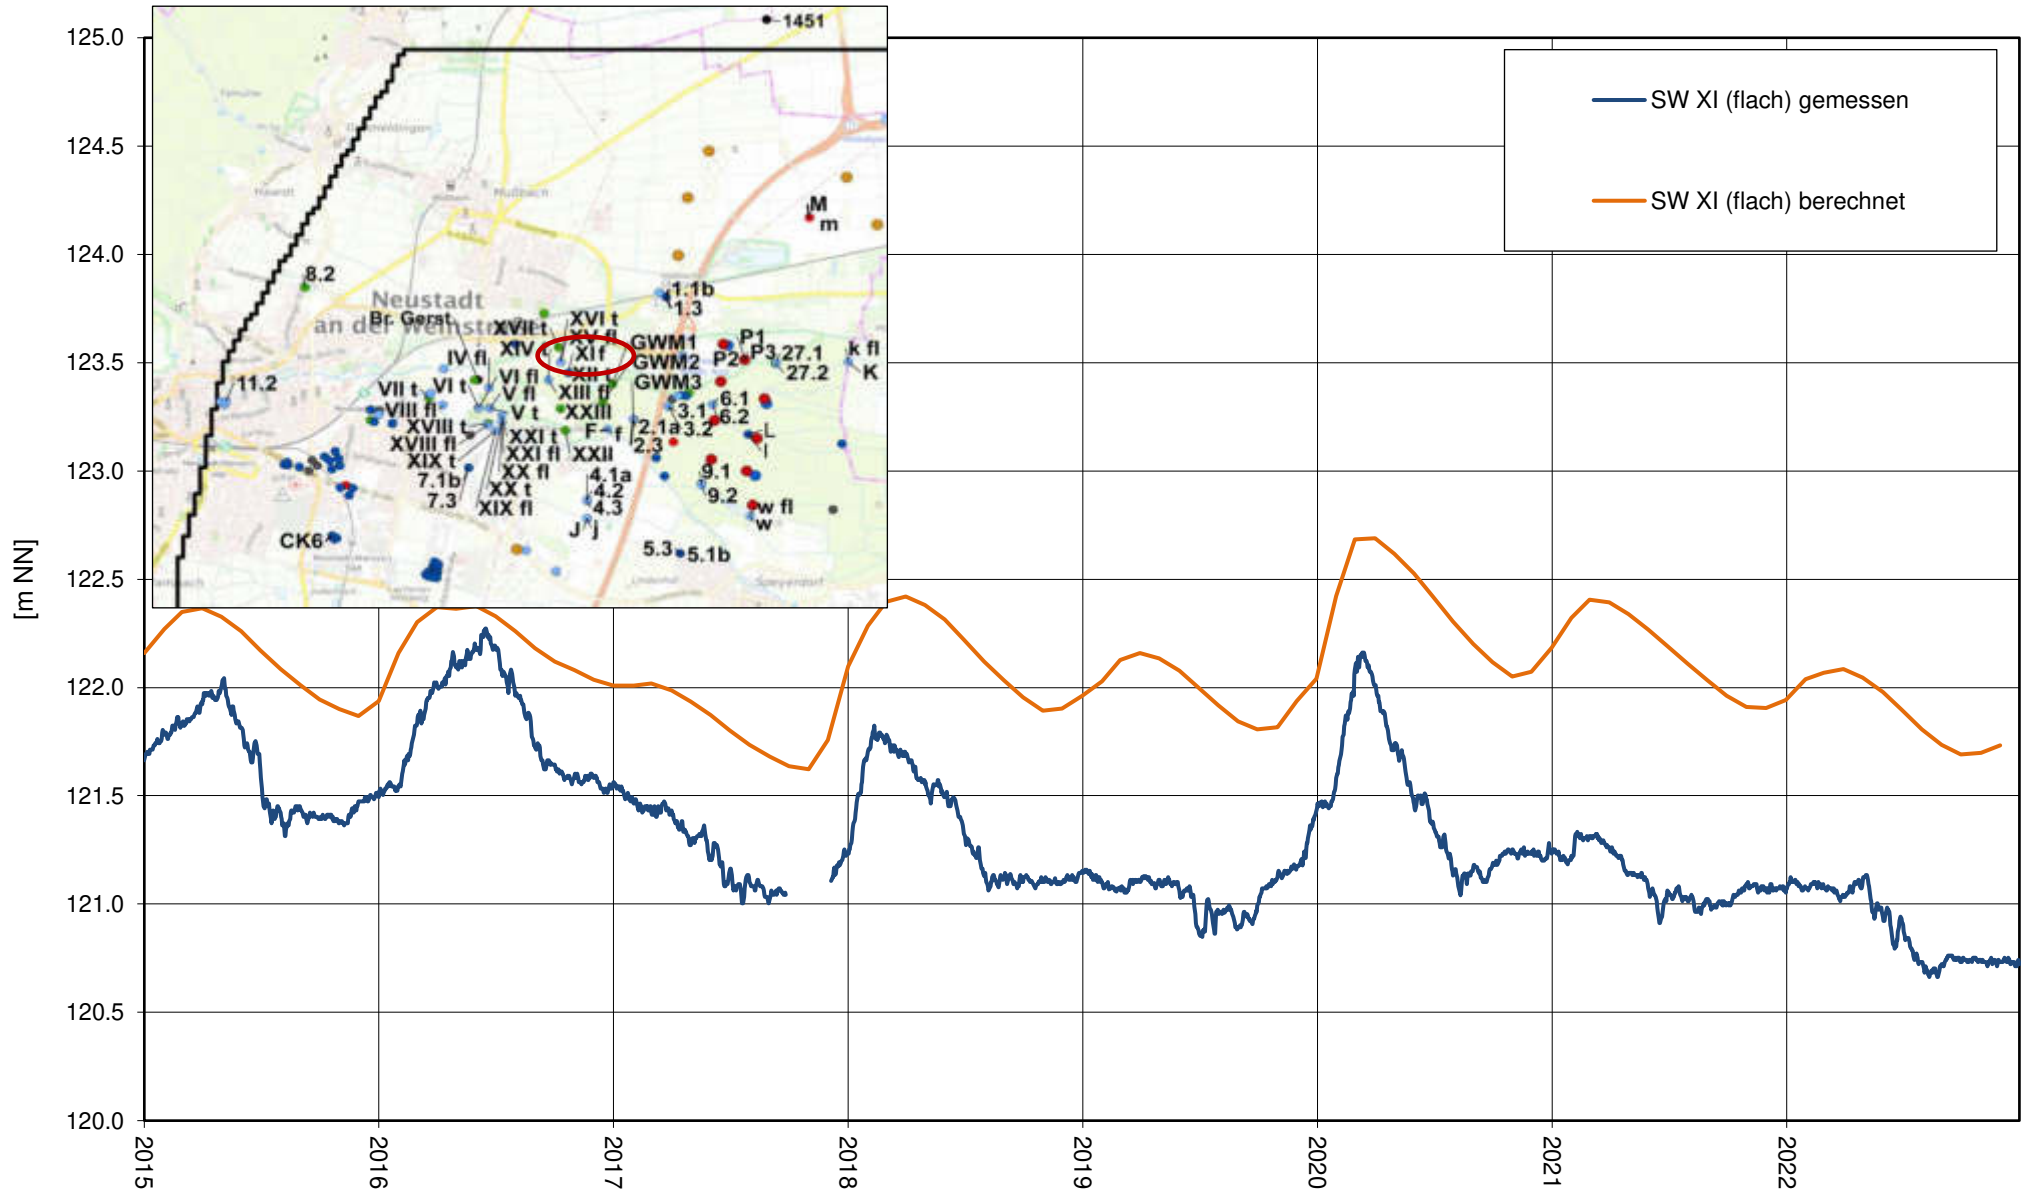 125.0
124.5
124.0
123.5
123.0
122.5
122.0
121.5
121.0
120.5
120.0
[m NN]
2015
2016
2017
2018
2019
2020
2021
2022
SW XI (flach) gemessen
SW XI (flach) berechnet
1451
Haardt
Mußbach
M
m
8.2
Neustadt
an der Weinstr
Br. Gerst
1.1b
1.3
XVII t
XVI t
XV fl
XIV t
XI f
GWM1
GWM2
GWM3
P1
P2
P3
27.1
27.2
k fl
K
11.2
IV fl
VI fl
XII t
VII t
VI t
V fl
XIII fl
VIII fl
V t
XXIII
3.1
6.1
6.2
XVIII t
XXI t
F
f
2.1a
3.2
2.3
L
l
XVIII fl
XXI fl
XXII
XIX t
XX fl
4.1a
9.1
7.1b
XX t
4.2
9.2
7.3
XIX fl
4.3
w fl
w
J
j
CK6
5.3
5.1b
Speyerdorf